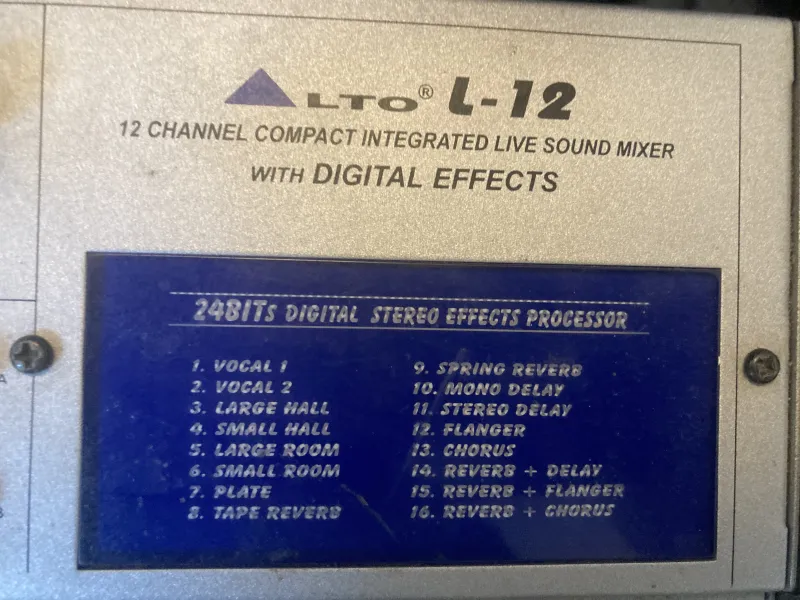 ALTO® L-12
12 CHANNEL COMPACT INTEGRATED LIVE SOUND MIXER
WITH DIGITAL EFFECTS
24BITs DIGITAL STEREO EFFECTS PROCESSOR
1. VOCAL 1
2. VOCAL 2
3. LARGE HALL
4. SMALL HALL
5. LARGE ROOM
6. SMALL ROOM
7. PLATE
8. TAPE REVERB
9. SPRING REVERB
10. MONO DELAY
11. STEREO DELAY
12. FLANGER
13. CHORUS
14. REVERB + DELAY
15. REVERB + FLANGER
16. REVERB + CHORUS